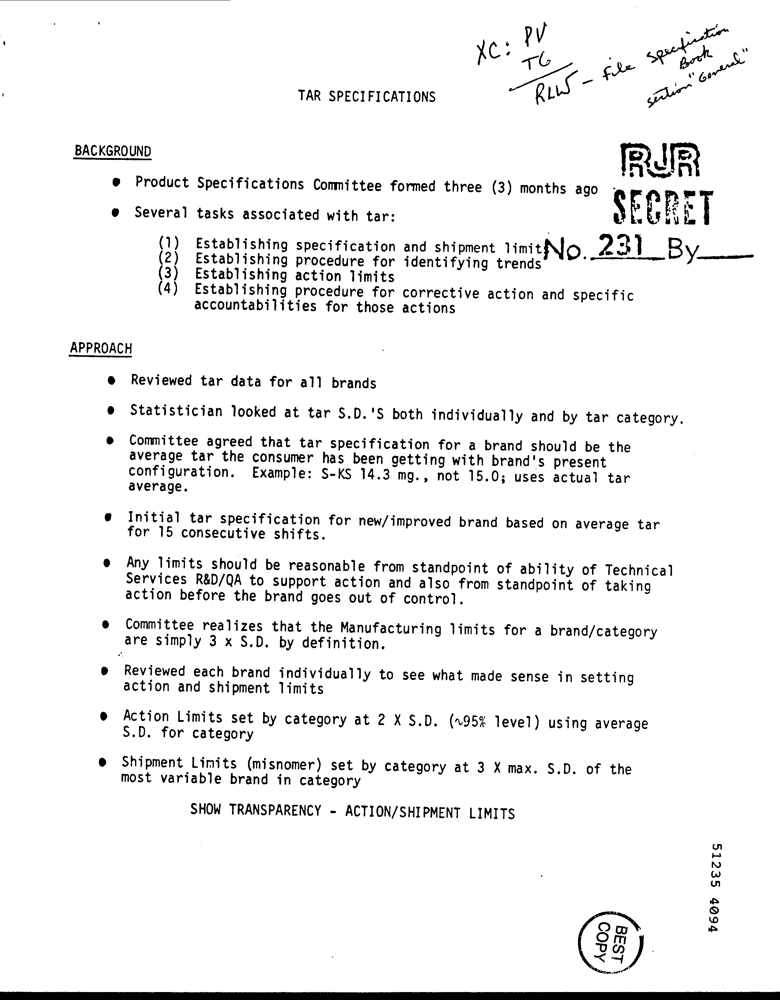 XC: PV
TG
RLW - file Specification
Book
section "General"
TAR SPECIFICATIONS
BACKGROUND
RJR
SECRET
No. 231 By
• Product Specifications Committee formed three (3) months ago
• Several tasks associated with tar:
(1) Establishing specification and shipment limit
(2) Establishing procedure for identifying trends
(3) Establishing action limits
(4) Establishing procedure for corrective action and specific
accountabilities for those actions
APPROACH
• Reviewed tar data for all brands
• Statistician looked at tar S.D.'S both individually and by tar category.
• Committee agreed that tar specification for a brand should be the
average tar the consumer has been getting with brand's present
configuration. Example: S-KS 14.3 mg., not 15.0; uses actual tar
average.
• Initial tar specification for new/improved brand based on average tar
for 15 consecutive shifts.
• Any limits should be reasonable from standpoint of ability of Technical
Services R&D/QA to support action and also from standpoint of taking
action before the brand goes out of control.
• Committee realizes that the Manufacturing limits for a brand/category
are simply 3 x S.D. by definition.
• Reviewed each brand individually to see what made sense in setting
action and shipment limits
• Action Limits set by category at 2 X S.D. (~95% level) using average
S.D. for category
• Shipment Limits (misnomer) set by category at 3 X max. S.D. of the
most variable brand in category
SHOW TRANSPARENCY - ACTION/SHIPMENT LIMITS
51235 4094
BEST
COPY